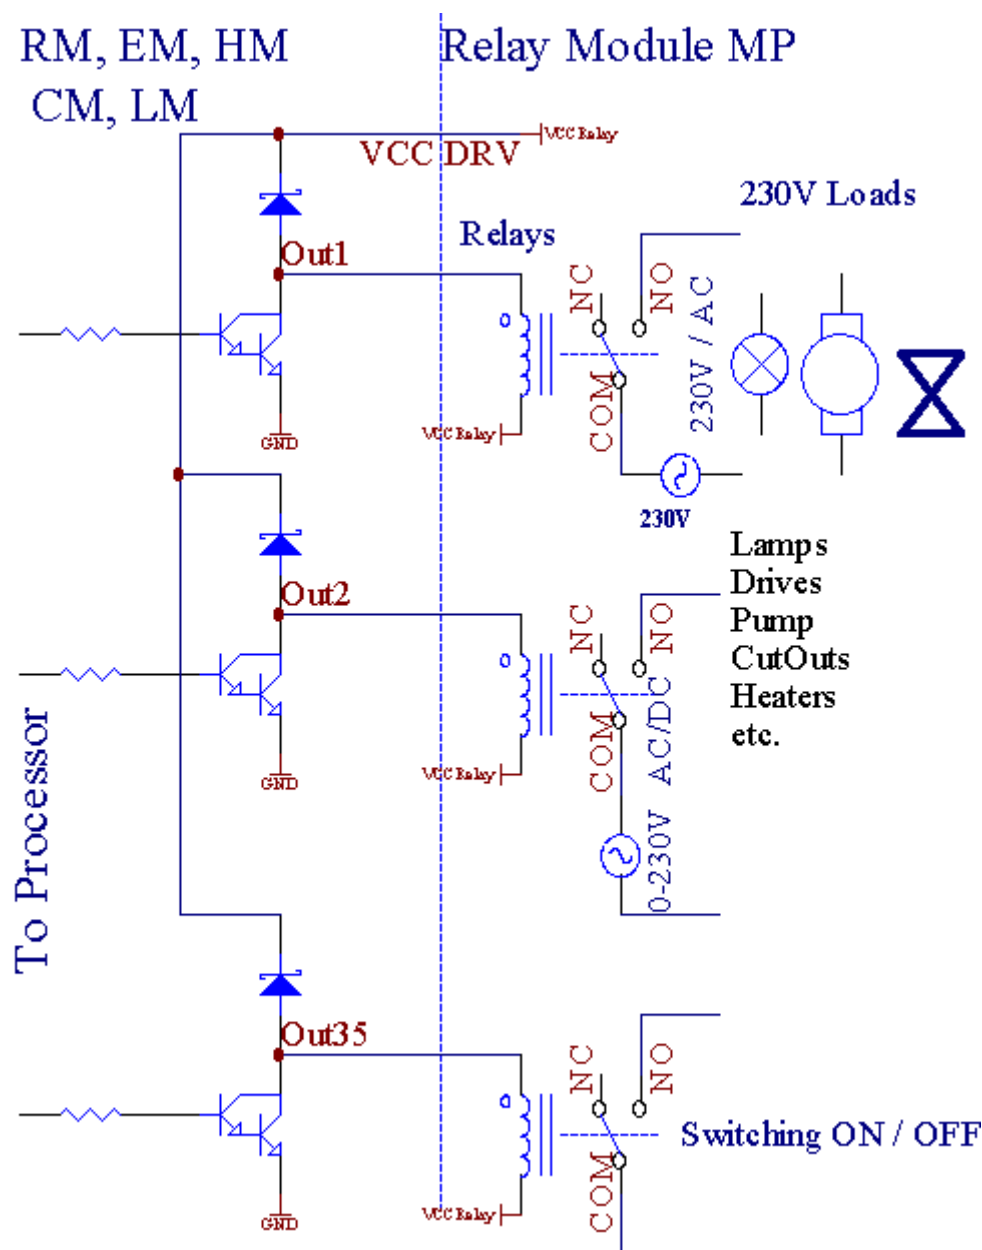 RM, EM, HM
CM, LM
Relay Module MP
VCC DRV
VCC Relay
230V Loads
Relays
Out1
NC
NO
230V / AC
COM
VCC Relay
GND
230V
Lamps
Drives
Pump
CutOuts
Heaters
etc.
Out2
NC
NO
COM
0-230V AC/DC
VCC Relay
GND
To Processor
Out35
NC
NO
Switching ON / OFF
COM
VCC Relay
GND